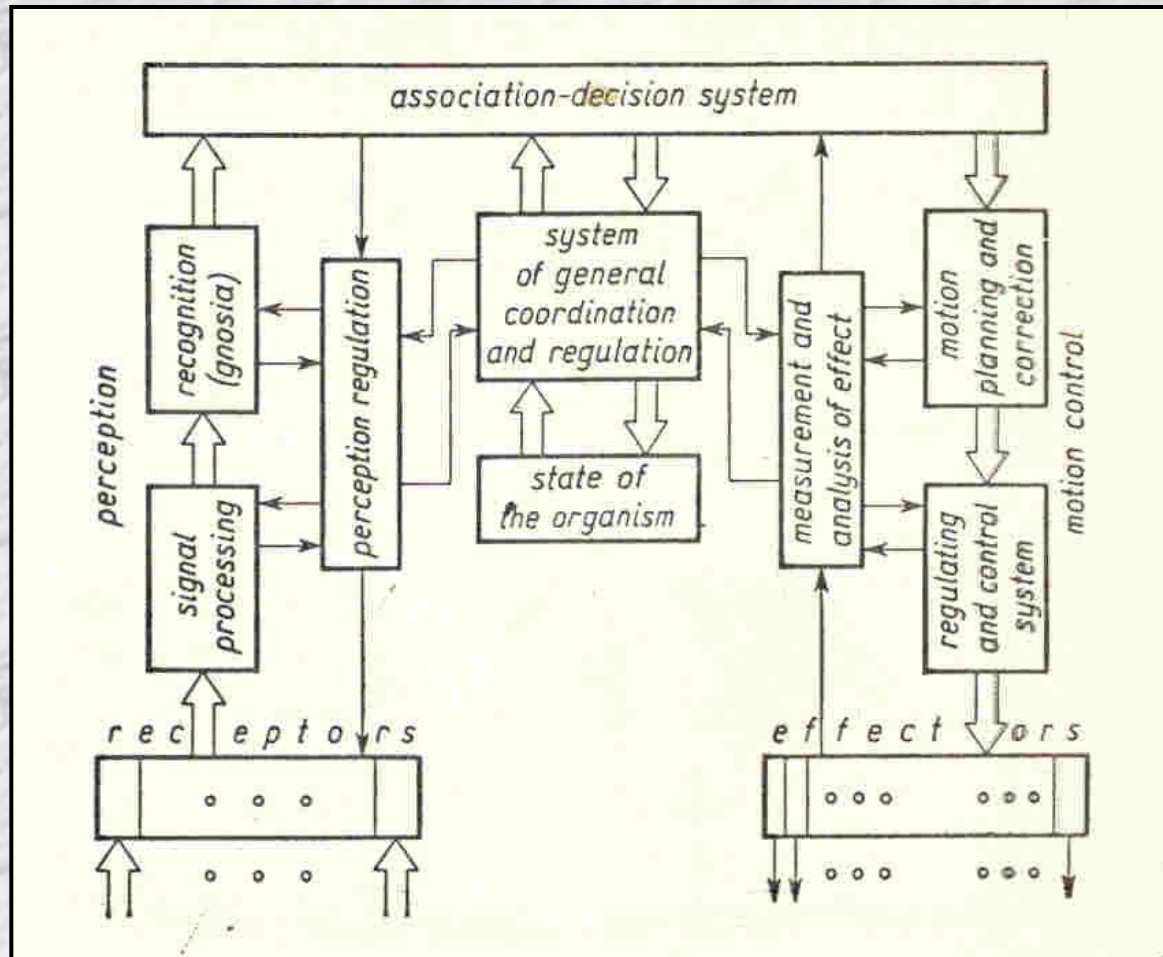 association-decision system
recognition
(gnosia)
perception regulation
system
of general
coordination
and regulation
measurement and
analysis of effect
motion
planning and
correction
perception
motion control
signal
processing
state of
the organism
regulating
and control
system
receptors
effectors